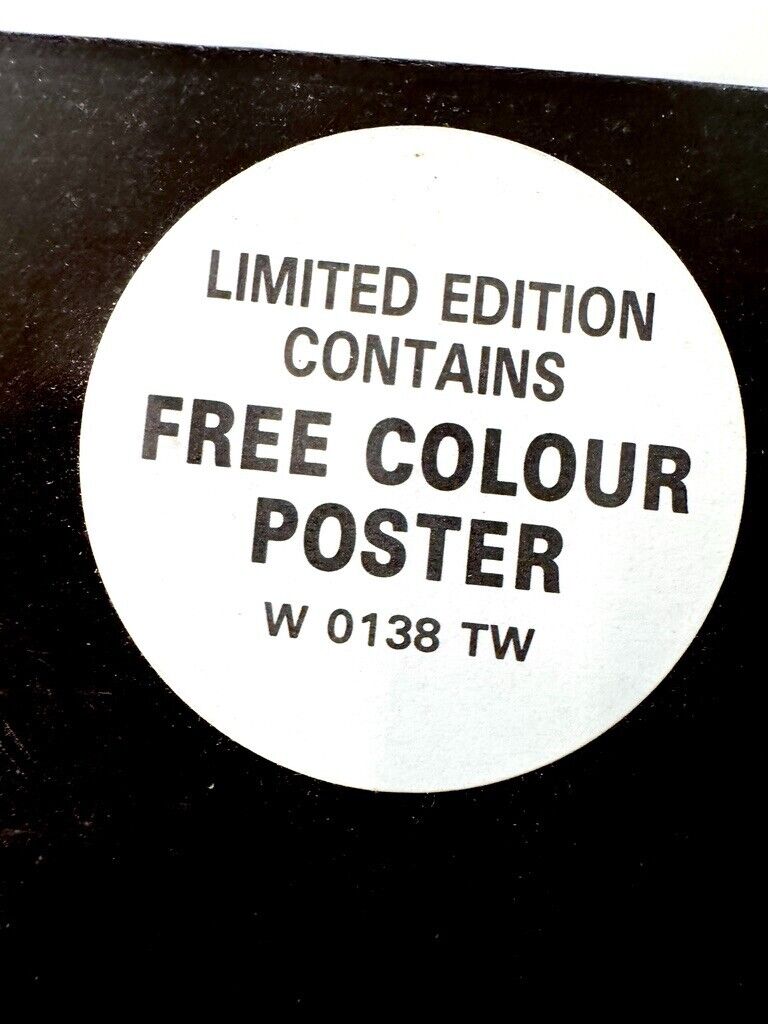 LIMITED EDITION
CONTAINS
FREE COLOUR
POSTER
W 0138 TW